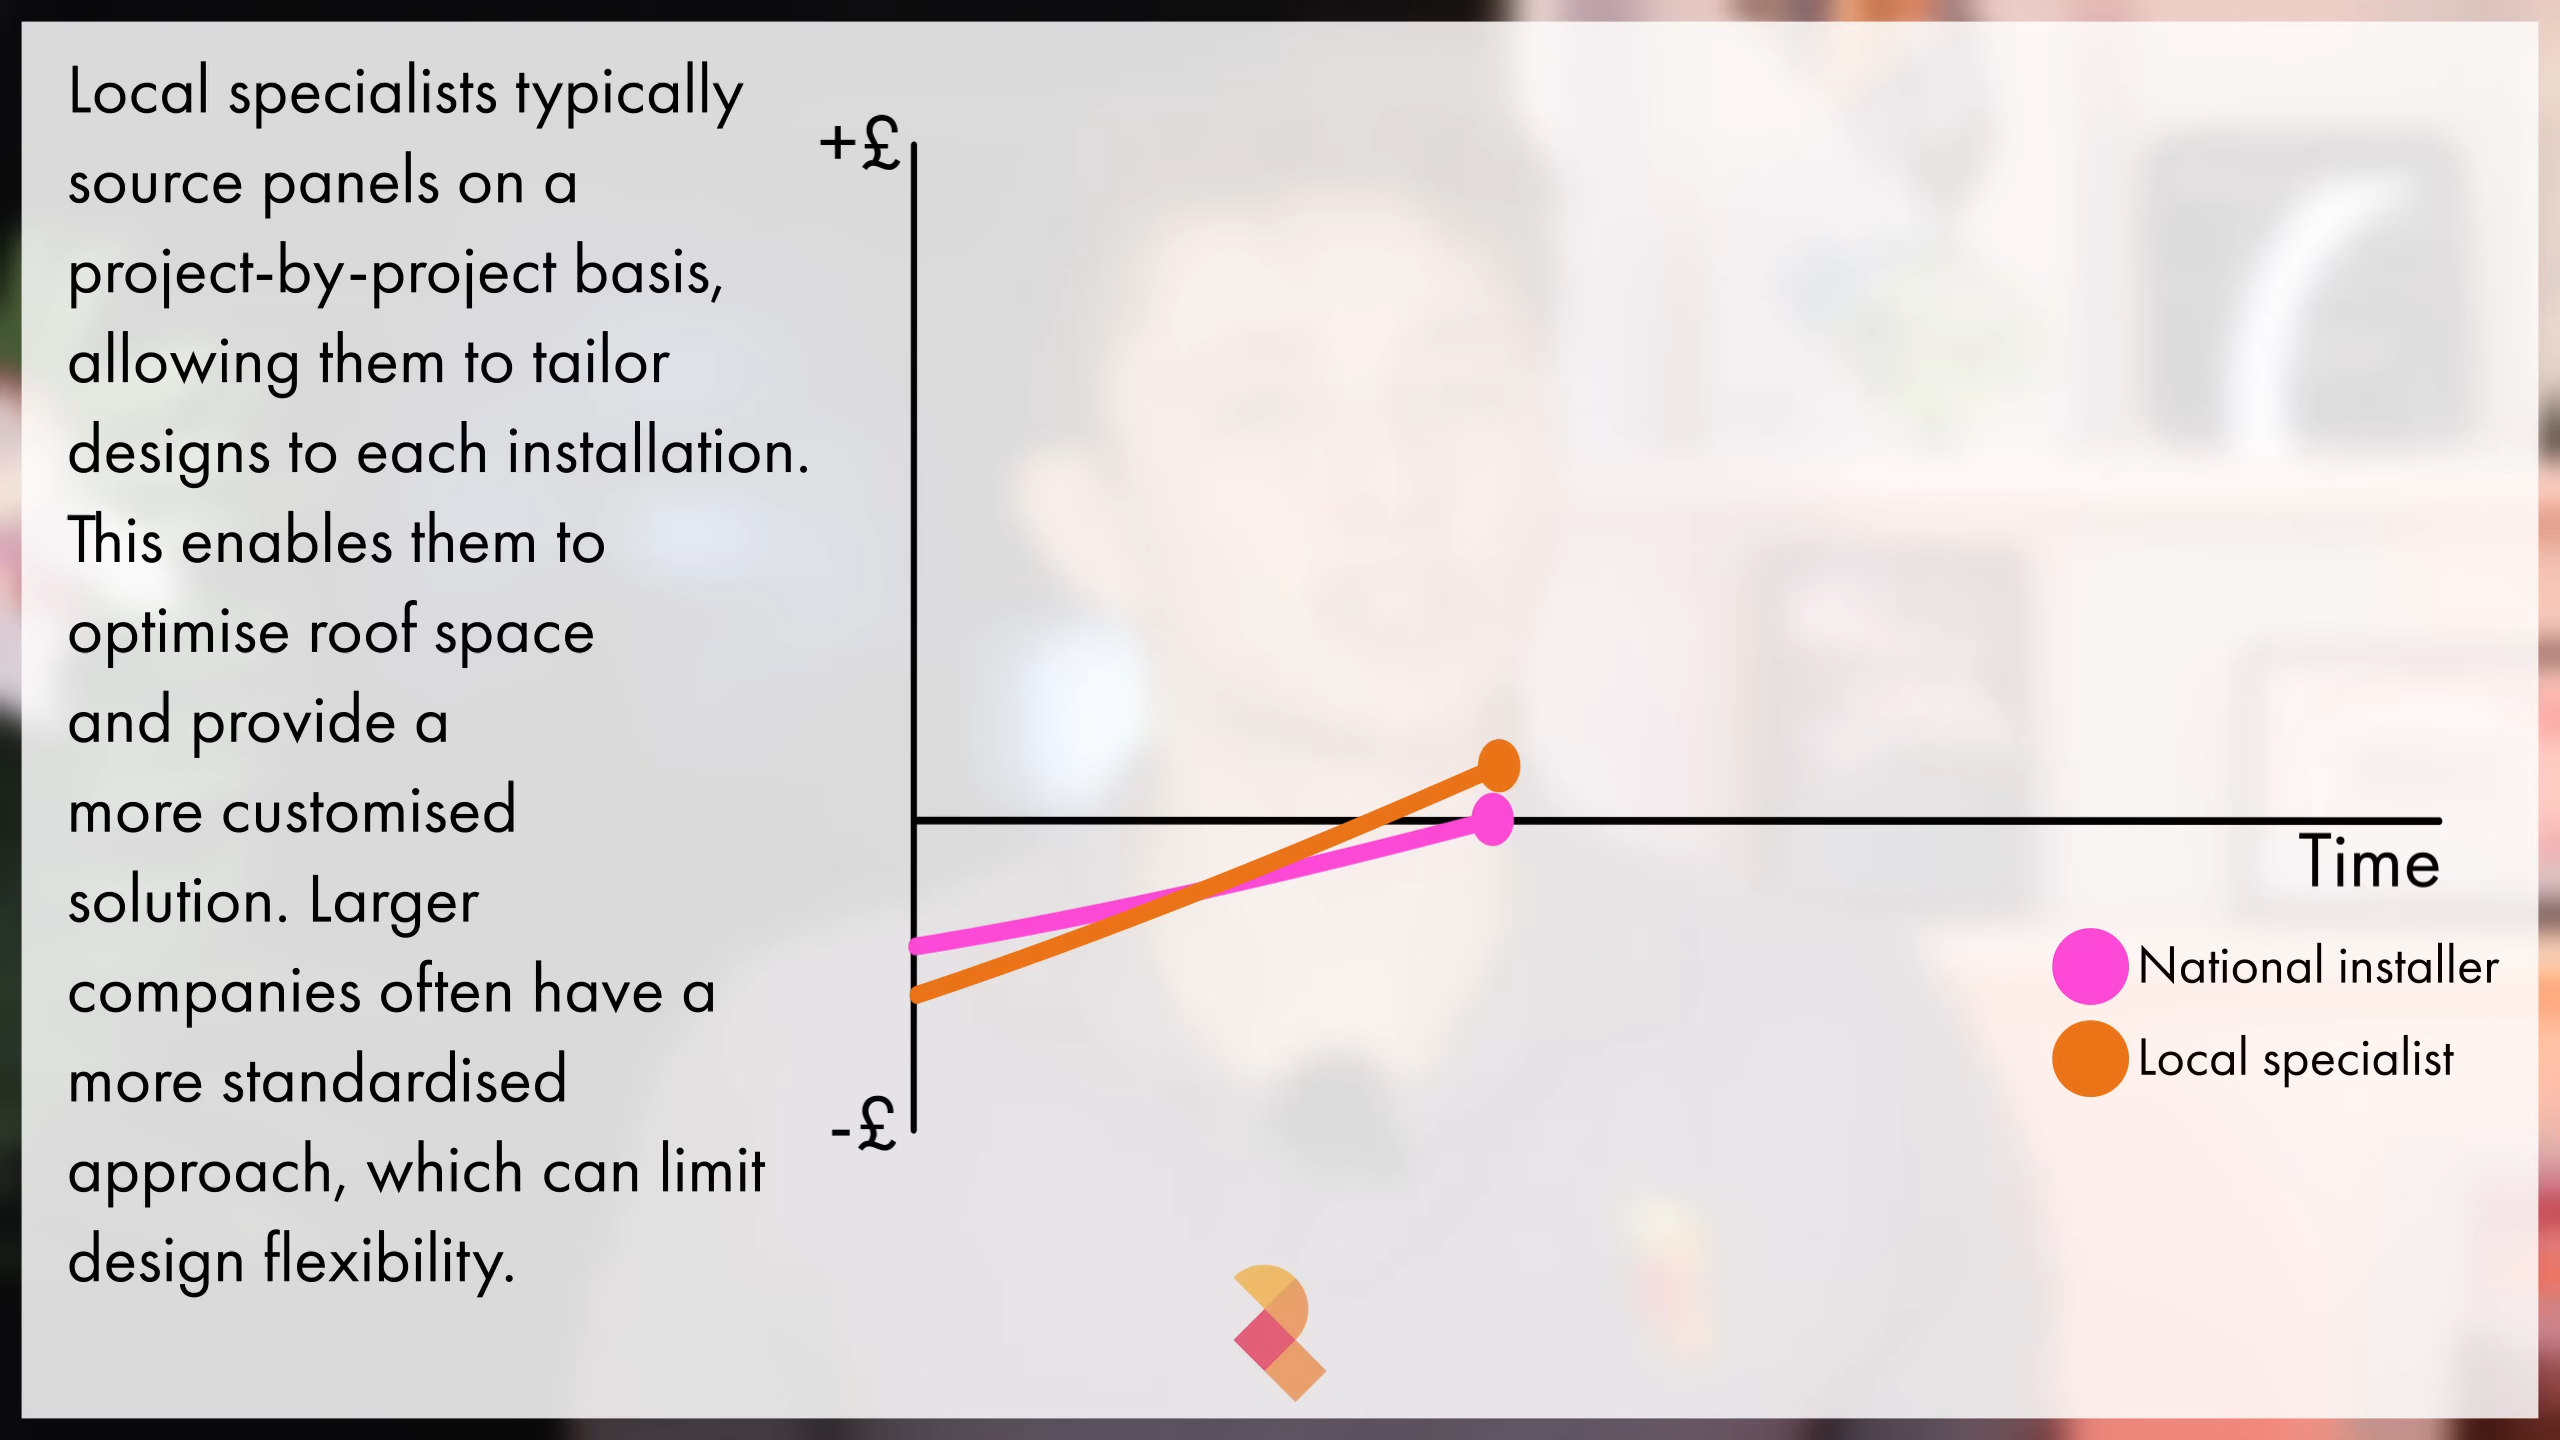 Local specialists typically
source panels on a
project-by-project basis,
allowing them to tailor
designs to each installation.
This enables them to
optimise roof space
and provide a
more customised
solution. Larger
companies often have a
more standardised
approach, which can limit
design flexibility.
+£
-£
Time
National installer
Local specialist